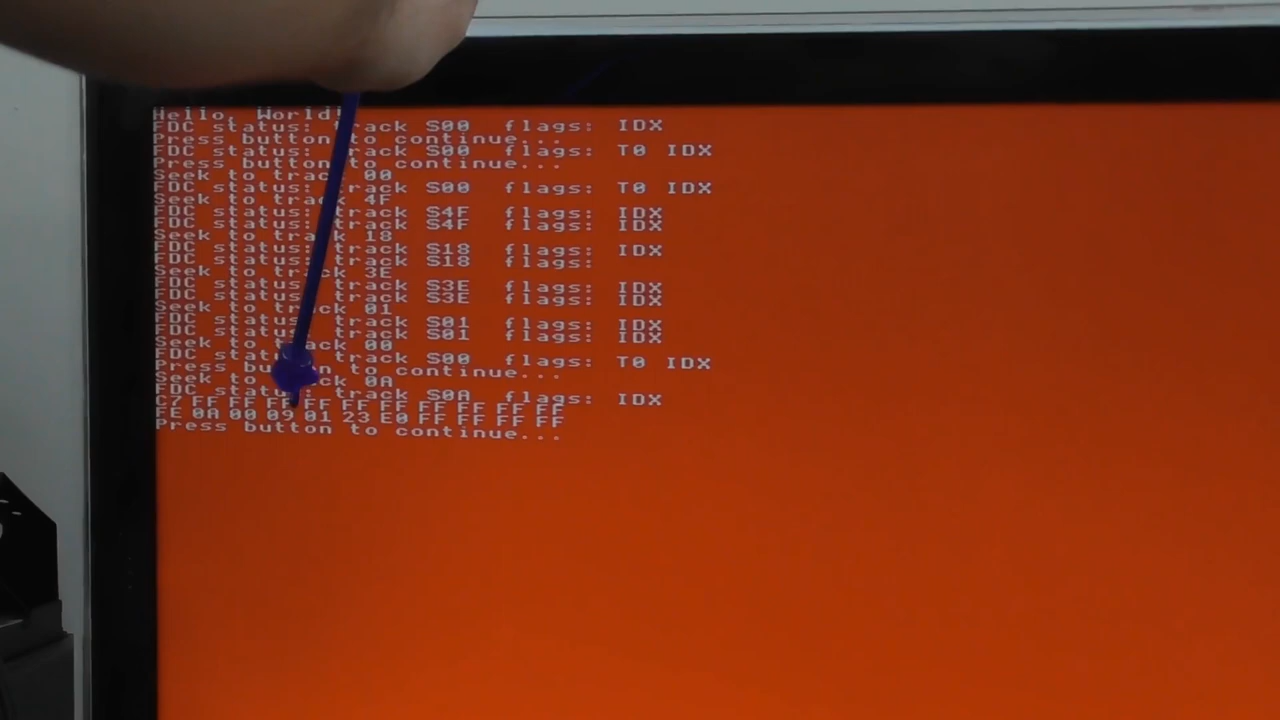 Hello, World!
FDC status: track S00 flags: IDX
Press button to continue...
FDC status: track S00 flags: T0 IDX
Press button to continue...
Seek to track 00
FDC status: track S00 flags: T0 IDX
Seek to track 4F
FDC status: track S4F flags: IDX
FDC status: track S4F flags: IDX
Seek to track 18
FDC status: track S18 flags: IDX
FDC status: track S18 flags:
Seek to track 3E
FDC status: track S3E flags: IDX
FDC status: track S3E flags: IDX
Seek to track 01
FDC status: track S01 flags: IDX
FDC status: track S01 flags: IDX
Seek to track 00
FDC status: track S00 flags: T0 IDX
Press button to continue...
Seek to track 0A
FDC status: track S0A flags: IDX
C7 FF FF FF FF FF FF FF FF FF FF
FE 0A 00 09 01 23 E0 FF FF FF FF
Press button to continue...